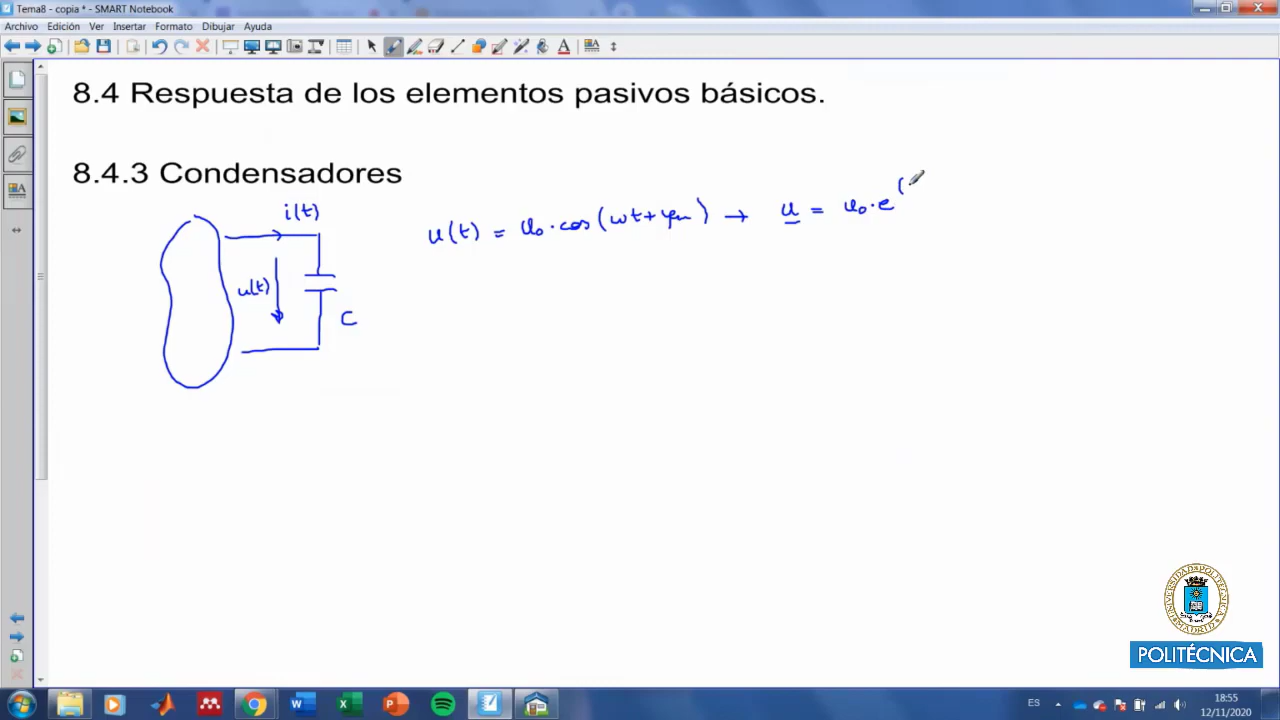 Tema8 - copia * - SMART Notebook
Archivo Edición Ver Insertar Formato Dibujar Ayuda
8.4 Respuesta de los elementos pasivos básicos.
8.4.3 Condensadores
i(t)
u(t) = U₀ · cos(ωt+φu) → u = U₀ · e^(
u(t)
C
POLITÉCNICA
ES
18:55
12/11/2020